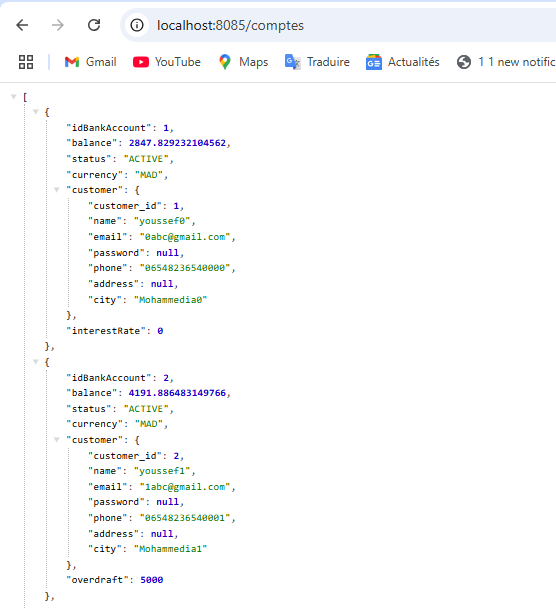 localhost:8085/comptes
Gmail YouTube Maps Traduire Actualités 1 1 new notific
[
{
"idBankAccount": 1,
"balance": 2847.829232104562,
"status": "ACTIVE",
"currency": "MAD",
"customer": {
"customer_id": 1,
"name": "youssef0",
"email": "0abc@gmail.com",
"password": null,
"phone": "06548236540000",
"address": null,
"city": "Mohammedia0"
},
"interestRate": 0
},
{
"idBankAccount": 2,
"balance": 4191.886483149766,
"status": "ACTIVE",
"currency": "MAD",
"customer": {
"customer_id": 2,
"name": "youssef1",
"email": "1abc@gmail.com",
"password": null,
"phone": "06548236540001",
"address": null,
"city": "Mohammedia1"
},
"overdraft": 5000
},